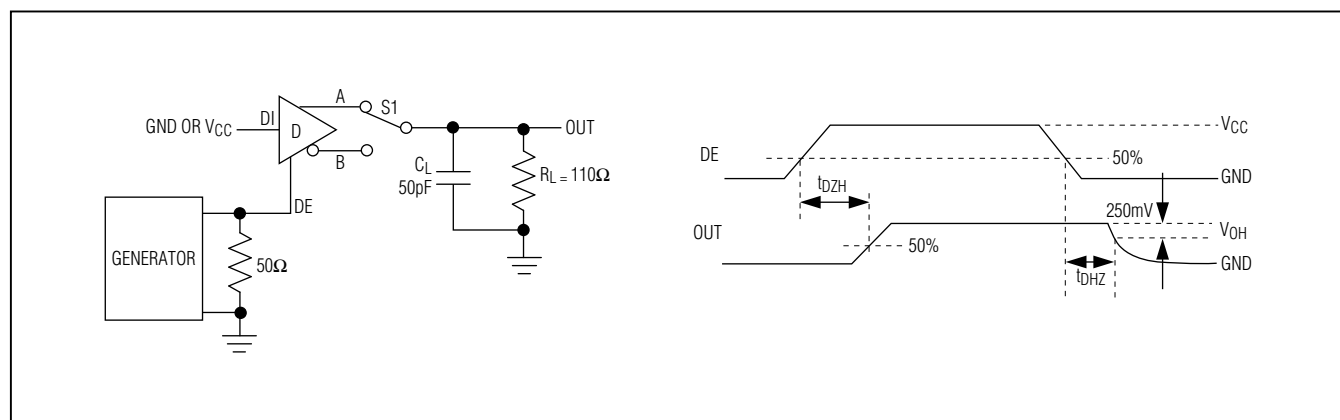 GND OR VCC
DI
D
A
S1
B
OUT
CL
50pF
RL = 110Ω
DE
GENERATOR
50Ω
VCC
DE
50%
GND
tDZH
250mV
OUT
50%
VOH
GND
tDHZ